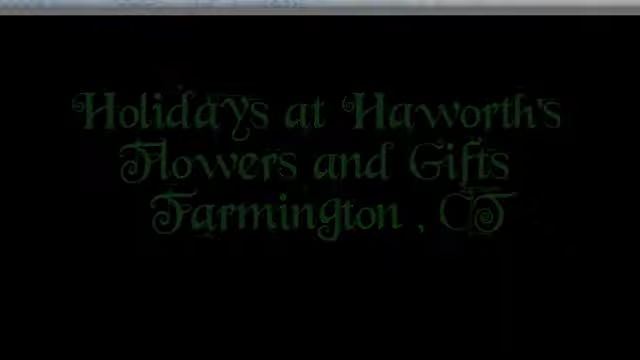 Holidays at Haworth's
Flowers and Gifts
Farmington , CT